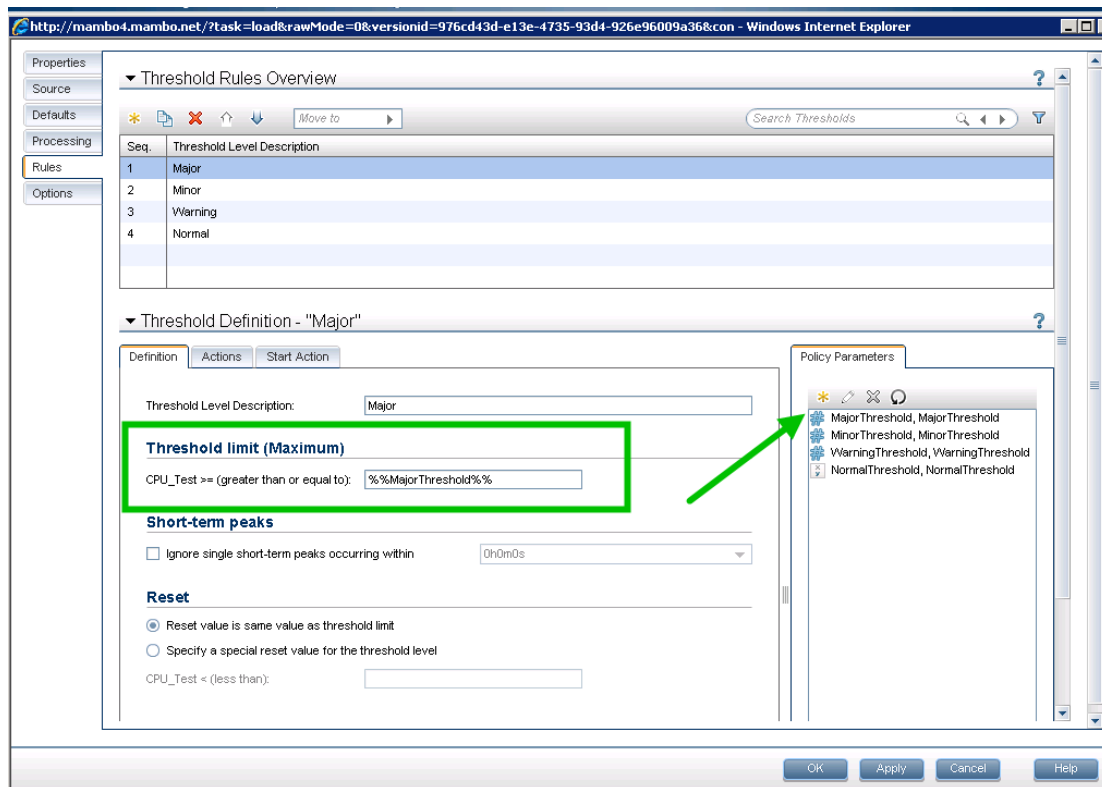 http://mambo4.mambo.net/?task=load&rawMode=0&versionid=976cd43d-e13e-4735-93d4-926e96009a36&con - Windows Internet Explorer
Properties
Source
Defaults
Processing
Rules
Options
Threshold Rules Overview
?
Move to
Search Thresholds
Seq. Threshold Level Description
1 Major
2 Minor
3 Warning
4 Normal
Threshold Definition - "Major"
?
Definition Actions Start Action
Threshold Level Description: Major
Threshold limit (Maximum)
CPU_Test >= (greater than or equal to): %%MajorThreshold%%
Short-term peaks
Ignore single short-term peaks occurring within 0h0m0s
Reset
Reset value is same value as threshold limit
Specify a special reset value for the threshold level
CPU_Test < (less than):
Policy Parameters
MajorThreshold, MajorThreshold
MinorThreshold, MinorThreshold
WarningThreshold, WarningThreshold
NormalThreshold, NormalThreshold
OK Apply Cancel Help